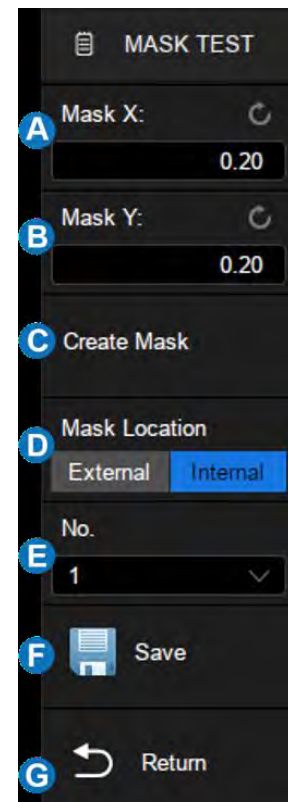 MASK TEST
A Mask X:
0.20
B Mask Y:
0.20
C Create Mask
D Mask Location
External Internal
No.
E 1
F Save
G Return